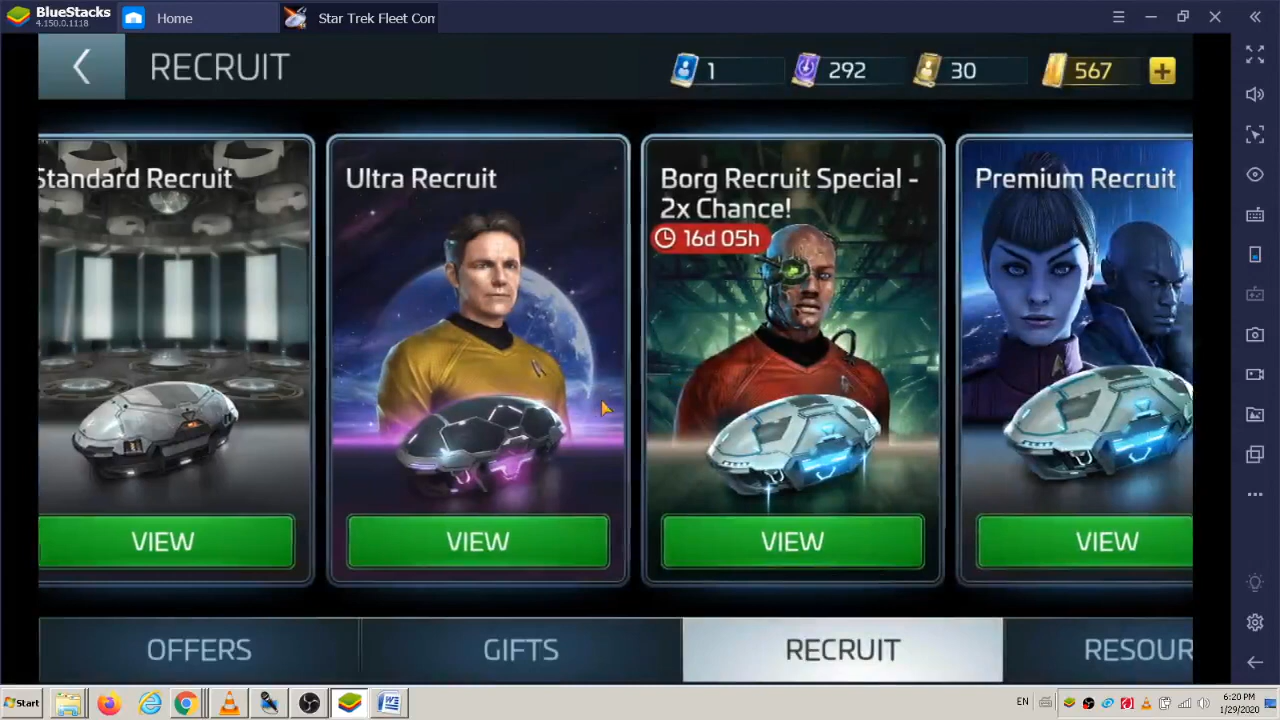 BlueStacks
4.150.0.1118
Home
Star Trek Fleet Con
RECRUIT
1
292
30
567
Standard Recruit
VIEW
Ultra Recruit
VIEW
Borg Recruit Special -
2x Chance!
16d 05h
VIEW
Premium Recruit
VIEW
OFFERS
GIFTS
RECRUIT
RESOUR
Start
EN
6:20 PM
1/29/2020